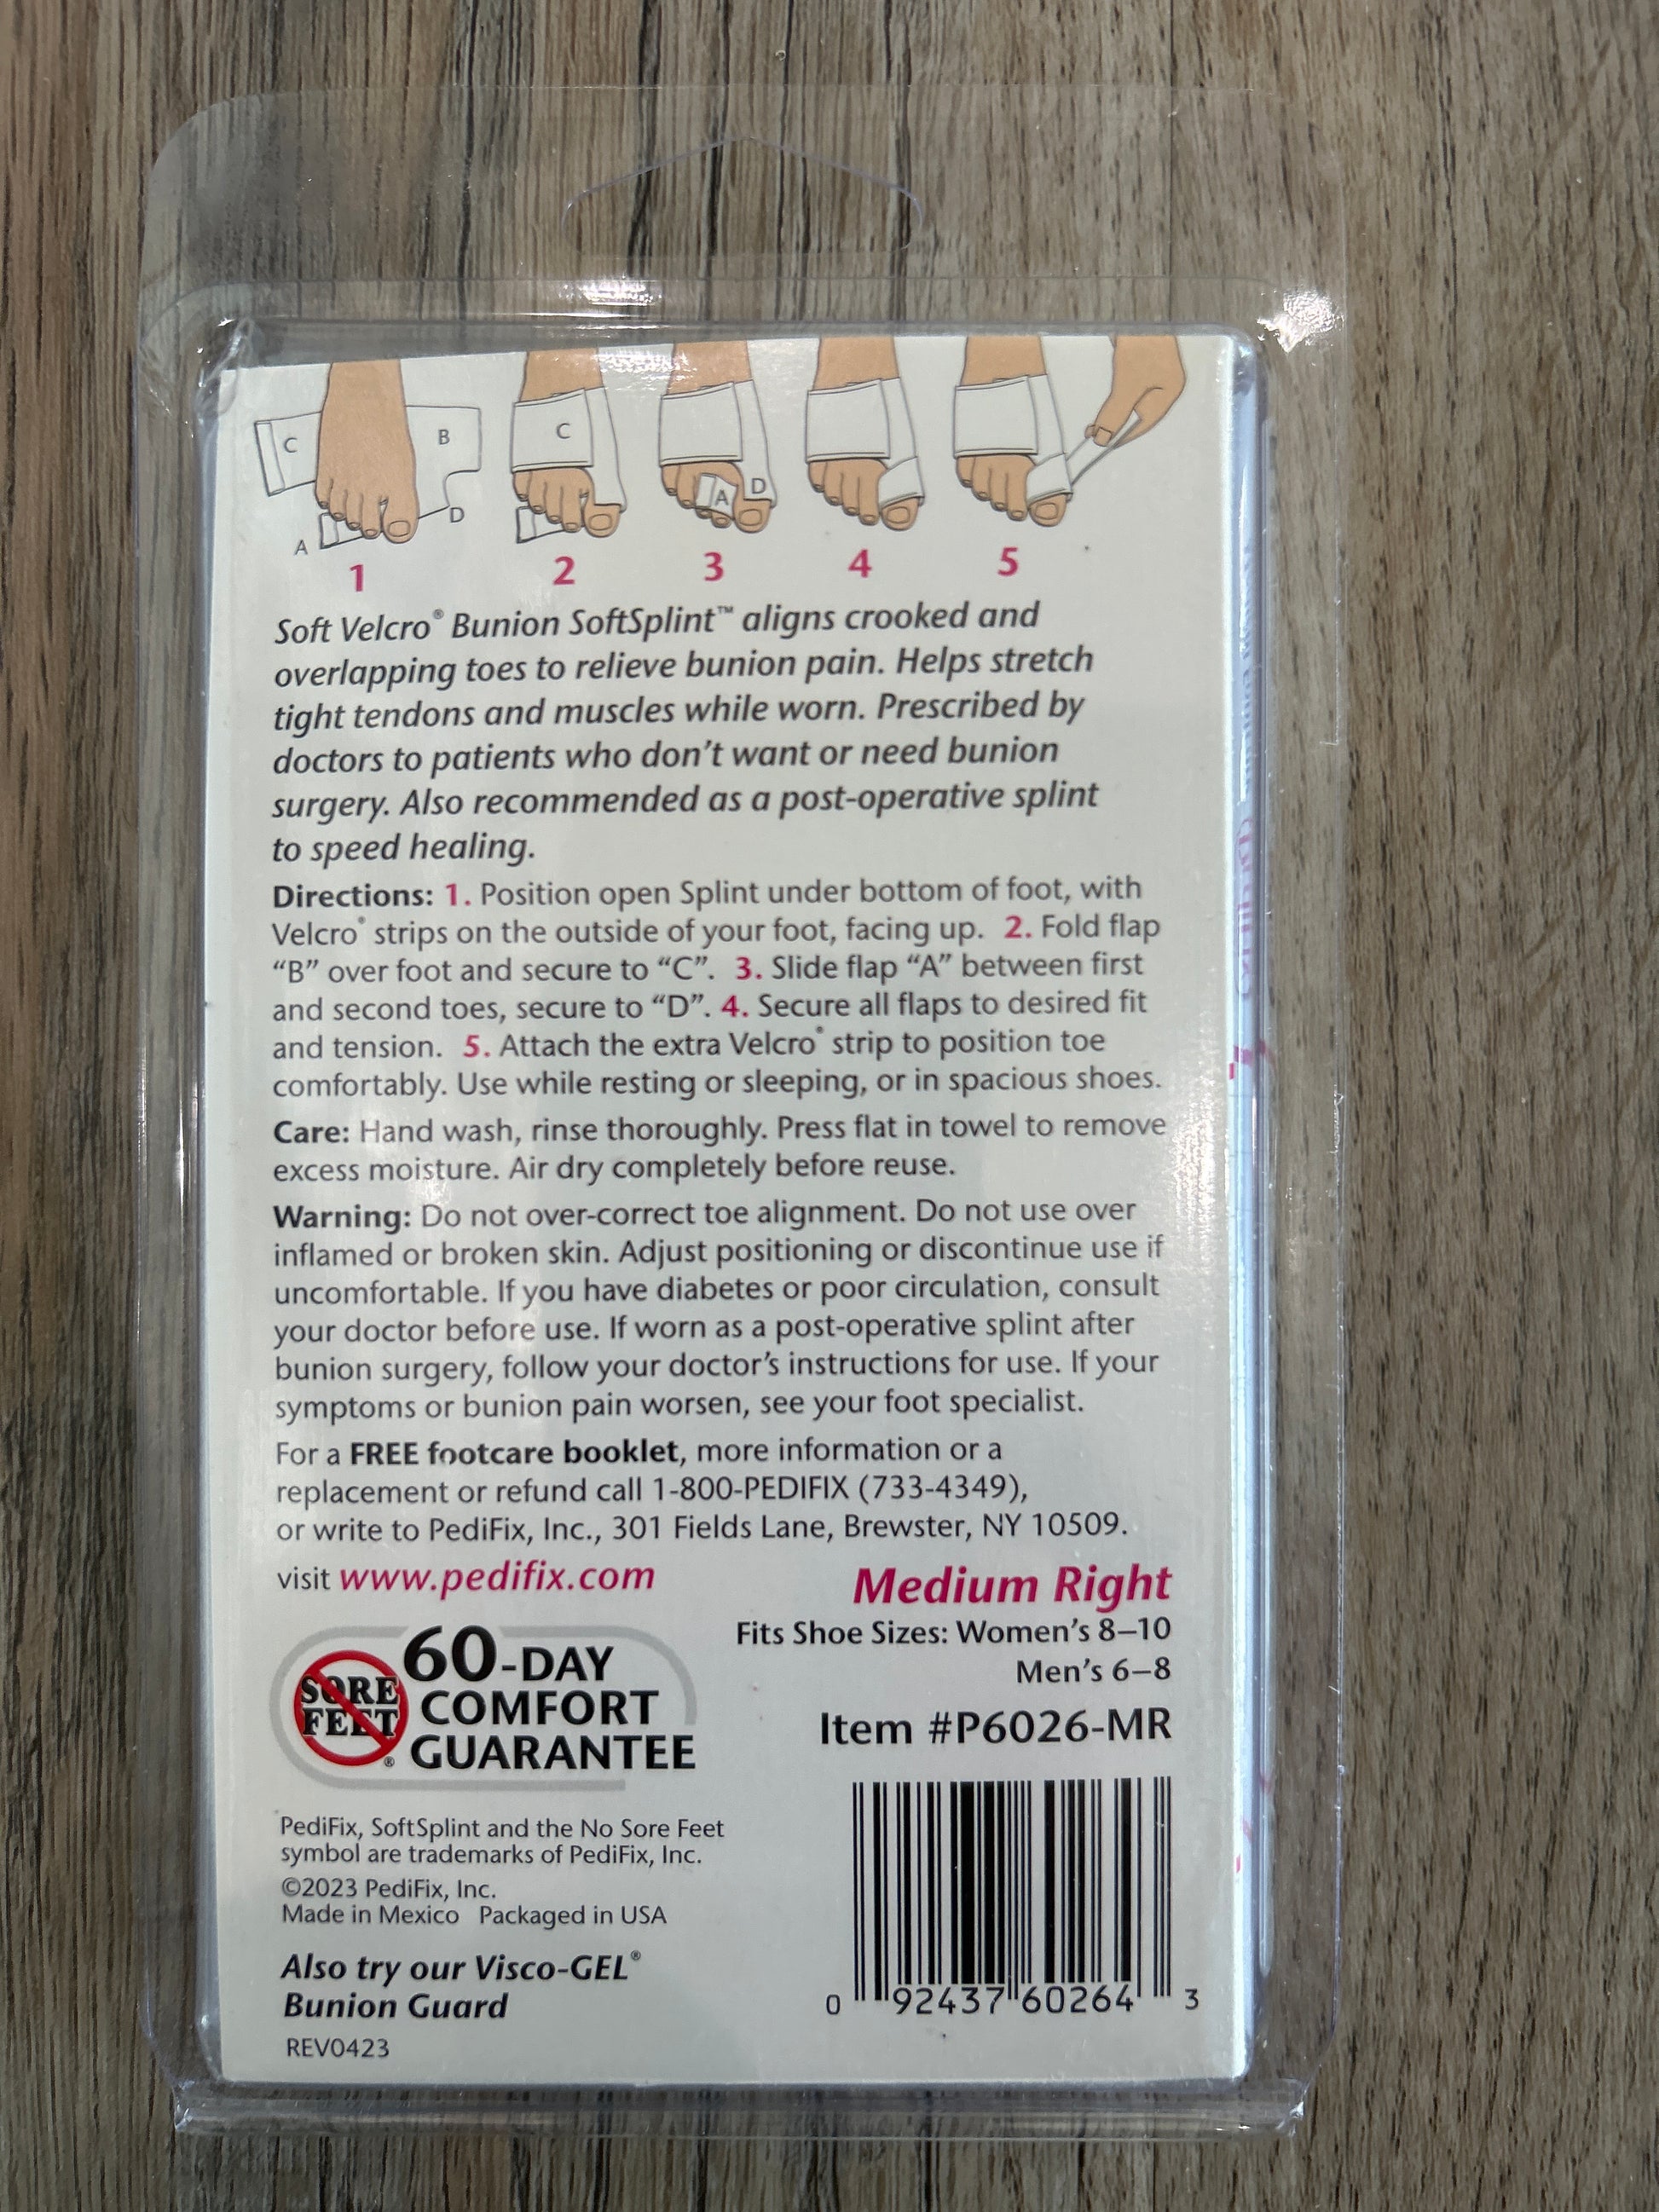 C
B
A
D
C
A
D
1
2
3
4
5
Soft Velcro® Bunion SoftSplint™ aligns crooked and
overlapping toes to relieve bunion pain. Helps stretch
tight tendons and muscles while worn. Prescribed by
doctors to patients who don’t want or need bunion
surgery. Also recommended as a post-operative splint
to speed healing.
Directions: 1. Position open Splint under bottom of foot, with
Velcro® strips on the outside of your foot, facing up. 2. Fold flap
“B” over foot and secure to “C”. 3. Slide flap “A” between first
and second toes, secure to “D”. 4. Secure all flaps to desired fit
and tension. 5. Attach the extra Velcro® strip to position toe
comfortably. Use while resting or sleeping, or in spacious shoes.
Care: Hand wash, rinse thoroughly. Press flat in towel to remove
excess moisture. Air dry completely before reuse.
Warning: Do not over-correct toe alignment. Do not use over
inflamed or broken skin. Adjust positioning or discontinue use if
uncomfortable. If you have diabetes or poor circulation, consult
your doctor before use. If worn as a post-operative splint after
bunion surgery, follow your doctor’s instructions for use. If your
symptoms or bunion pain worsen, see your foot specialist.
For a FREE footcare booklet, more information or a
replacement or refund call 1-800-PEDIFIX (733-4349),
or write to PediFix, Inc., 301 Fields Lane, Brewster, NY 10509.
visit www.pedifix.com
Medium Right
Fits Shoe Sizes: Women’s 8–10
Men’s 6–8
Item #P6026-MR
SORE
FEET®
60-DAY
COMFORT
GUARANTEE
PediFix, SoftSplint and the No Sore Feet
symbol are trademarks of PediFix, Inc.
©2023 PediFix, Inc.
Made in Mexico Packaged in USA
Also try our Visco-GEL®
Bunion Guard
REV0423
0 92437 60264 3